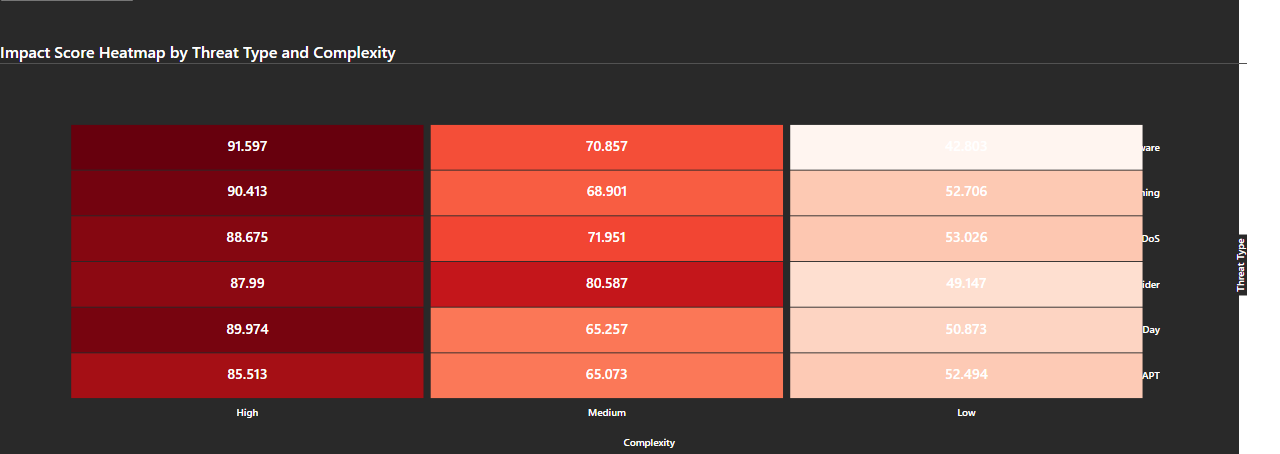 Impact Score Heatmap by Threat Type and Complexity
91.597 70.857 42.803 ware
90.413 68.901 52.706 ning
88.675 71.951 53.026 DoS
87.99 80.587 49.147 ider
89.974 65.257 50.873 Day
85.513 65.073 52.494 APT
Threat Type
High Medium Low
Complexity